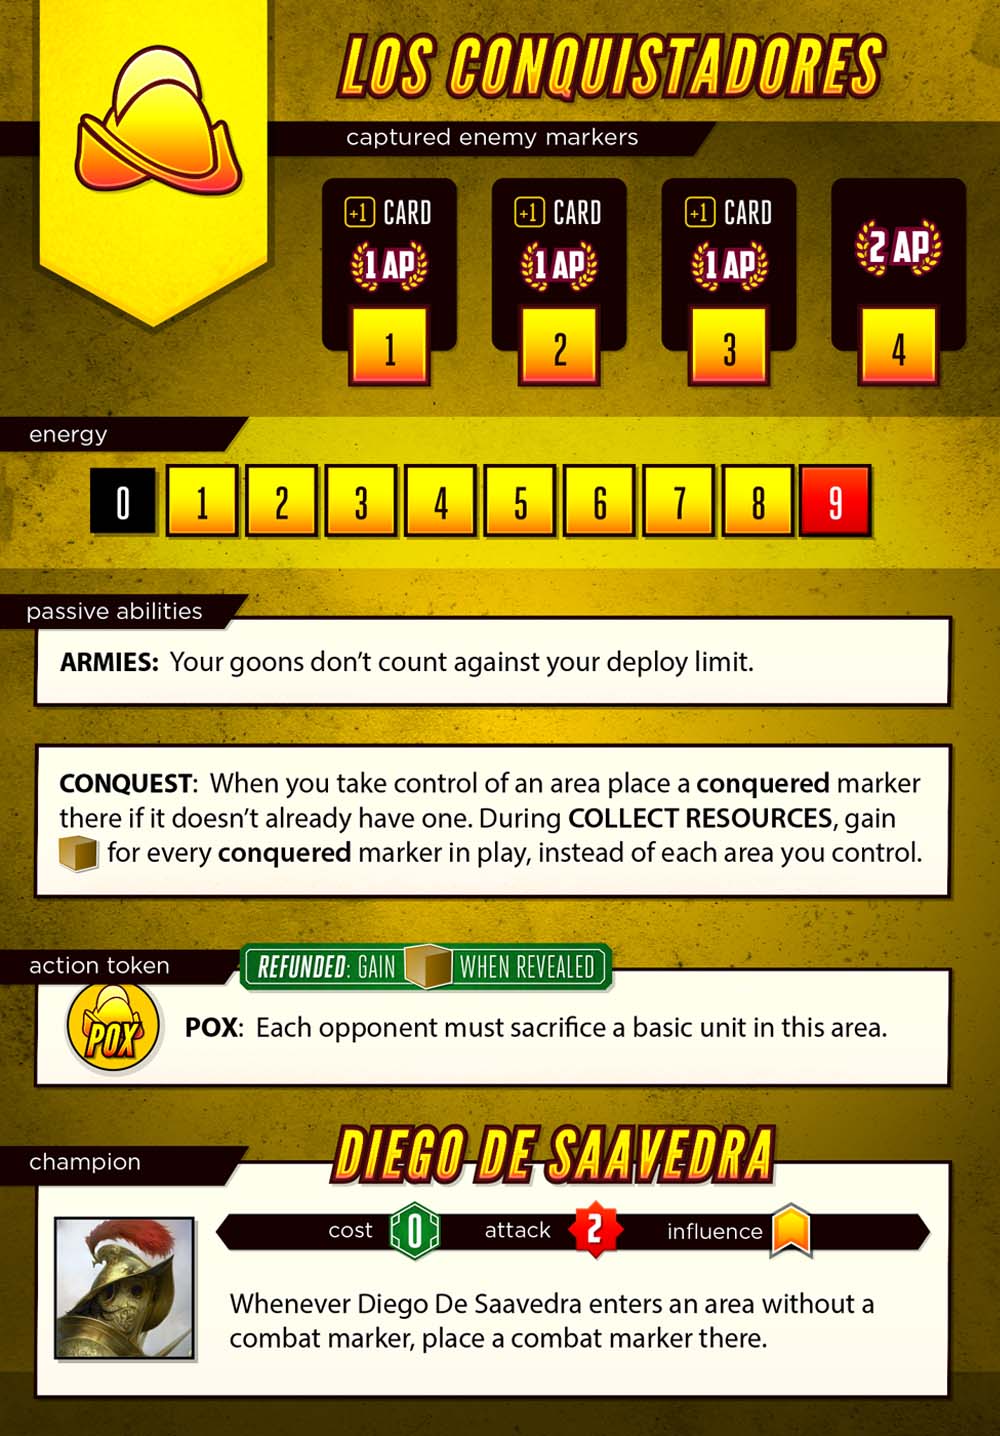 LOS CONQUISTADORES
captured enemy markers
+1 CARD +1 CARD +1 CARD
1 AP 1 AP 1 AP 2 AP
1 2 3 4
energy
0 1 2 3 4 5 6 7 8 9
passive abilities
ARMIES: Your goons don't count against your deploy limit.
CONQUEST: When you take control of an area place a conquered marker
there if it doesn't already have one. During COLLECT RESOURCES, gain
for every conquered marker in play, instead of each area you control.
action token
REFUNDED: GAIN WHEN REVEALED
POX
POX: Each opponent must sacrifice a basic unit in this area.
champion
DIEGO DE SAAVEDRA
cost 0 attack 2 influence
Whenever Diego De Saavedra enters an area without a
combat marker, place a combat marker there.